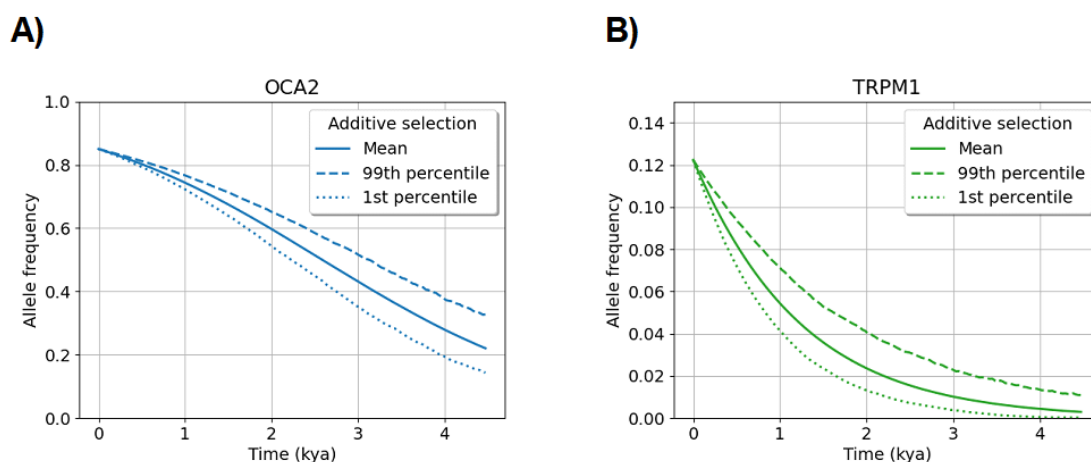 A)
OCA2
1.0
0.8
0.6
0.4
0.2
0.0
Allele frequency
0 1 2 3 4
Time (kya)
Additive selection
Mean
99th percentile
1st percentile
B)
TRPM1
0.14
0.12
0.10
0.08
0.06
0.04
0.02
0.00
Allele frequency
0 1 2 3 4
Time (kya)
Additive selection
Mean
99th percentile
1st percentile